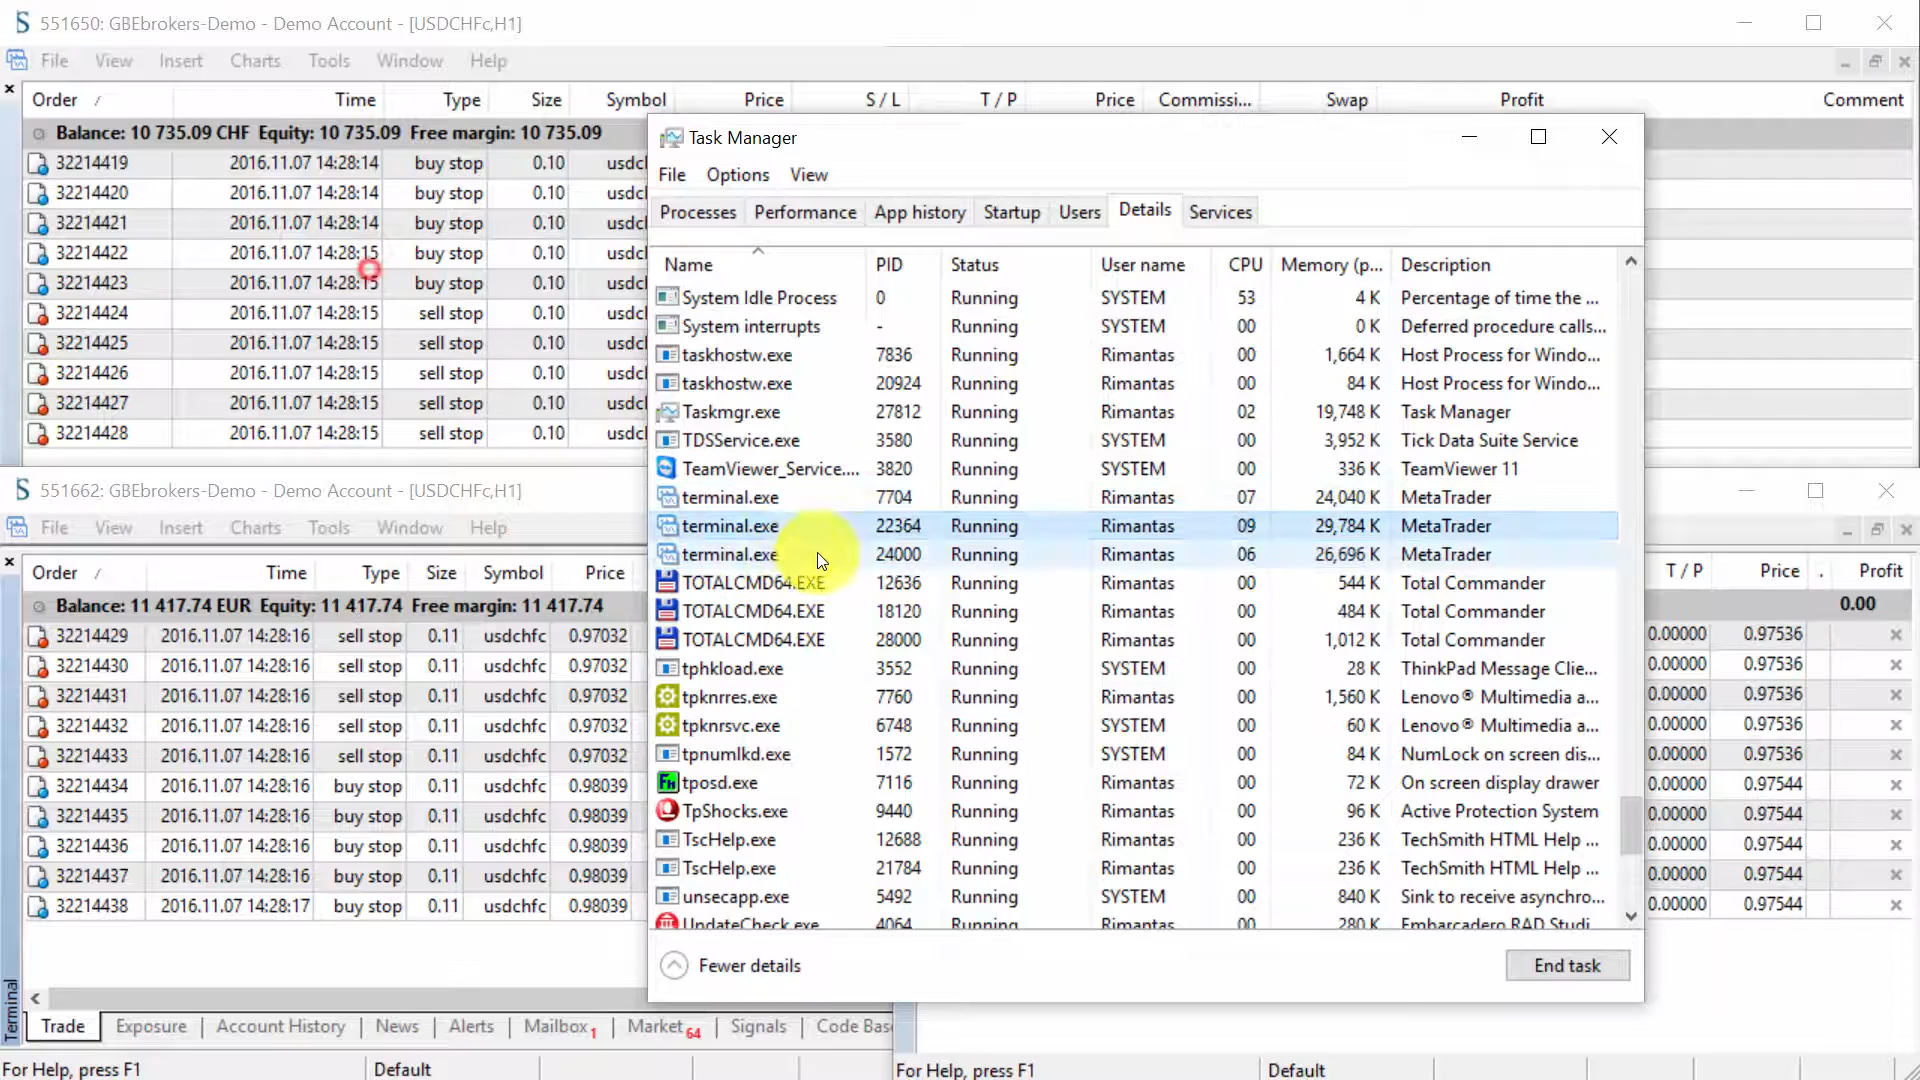 551650: GBEbrokers-Demo - Demo Account - [USDCHFc,H1]
File View Insert Charts Tools Window Help
Order / Time Type Size Symbol Price S / L T / P Price Commissi... Swap Profit Comment
Balance: 10 735.09 CHF Equity: 10 735.09 Free margin: 10 735.09
32214419 2016.11.07 14:28:14 buy stop 0.10 usdcl
32214420 2016.11.07 14:28:14 buy stop 0.10 usdcl
32214421 2016.11.07 14:28:14 buy stop 0.10 usdcl
32214422 2016.11.07 14:28:15 buy stop 0.10 usdcl
32214423 2016.11.07 14:28:15 buy stop 0.10 usdcl
32214424 2016.11.07 14:28:15 sell stop 0.10 usdcl
32214425 2016.11.07 14:28:15 sell stop 0.10 usdcl
32214426 2016.11.07 14:28:15 sell stop 0.10 usdcl
32214427 2016.11.07 14:28:15 sell stop 0.10 usdcl
32214428 2016.11.07 14:28:15 sell stop 0.10 usdcl
551662: GBEbrokers-Demo - Demo Account - [USDCHFc,H1]
File View Insert Charts Tools Window Help
Order / Time Type Size Symbol Price
Balance: 11 417.74 EUR Equity: 11 417.74 Free margin: 11 417.74
32214429 2016.11.07 14:28:16 sell stop 0.11 usdchfc 0.97032
32214430 2016.11.07 14:28:16 sell stop 0.11 usdchfc 0.97032
32214431 2016.11.07 14:28:16 sell stop 0.11 usdchfc 0.97032
32214432 2016.11.07 14:28:16 sell stop 0.11 usdchfc 0.97032
32214433 2016.11.07 14:28:16 sell stop 0.11 usdchfc 0.97032
32214434 2016.11.07 14:28:16 buy stop 0.11 usdchfc 0.98039
32214435 2016.11.07 14:28:16 buy stop 0.11 usdchfc 0.98039
32214436 2016.11.07 14:28:16 buy stop 0.11 usdchfc 0.98039
32214437 2016.11.07 14:28:16 buy stop 0.11 usdchfc 0.98039
32214438 2016.11.07 14:28:17 buy stop 0.11 usdchfc 0.98039
Terminal
Trade Exposure Account History News Alerts Mailbox 1 Market 64 Signals Code Bas
For Help, press F1 Default
Task Manager
File Options View
Processes Performance App history Startup Users Details Services
Name PID Status User name CPU Memory (p... Description
System Idle Process 0 Running SYSTEM 53 4 K Percentage of time the ...
System interrupts - Running SYSTEM 00 0 K Deferred procedure calls...
taskhostw.exe 7836 Running Rimantas 00 1,664 K Host Process for Windo...
taskhostw.exe 20924 Running Rimantas 00 84 K Host Process for Windo...
Taskmgr.exe 27812 Running Rimantas 02 19,748 K Task Manager
TDSService.exe 3580 Running SYSTEM 00 3,952 K Tick Data Suite Service
TeamViewer_Service.... 3820 Running SYSTEM 00 336 K TeamViewer 11
terminal.exe 7704 Running Rimantas 07 24,040 K MetaTrader
terminal.exe 22364 Running Rimantas 09 29,784 K MetaTrader
terminal.exe 24000 Running Rimantas 06 26,696 K MetaTrader
TOTALCMD64.EXE 12636 Running Rimantas 00 544 K Total Commander
TOTALCMD64.EXE 18120 Running Rimantas 00 484 K Total Commander
TOTALCMD64.EXE 28000 Running Rimantas 00 1,012 K Total Commander
tphkload.exe 3552 Running SYSTEM 00 28 K ThinkPad Message Clie...
tpknrres.exe 7760 Running Rimantas 00 1,560 K Lenovo® Multimedia a...
tpknrsvc.exe 6748 Running SYSTEM 00 60 K Lenovo® Multimedia a...
tpnumlkd.exe 1572 Running SYSTEM 00 84 K NumLock on screen dis...
tposd.exe 7116 Running Rimantas 00 72 K On screen display drawer
TpShocks.exe 9440 Running Rimantas 00 96 K Active Protection System
TscHelp.exe 12688 Running Rimantas 00 236 K TechSmith HTML Help ...
TscHelp.exe 21784 Running Rimantas 00 236 K TechSmith HTML Help ...
unsecapp.exe 5492 Running SYSTEM 00 840 K Sink to receive asynchro...
UpdateCheck.exe 4064 Running Rimantas 00 280 K Embarcadero RAD Studi
Fewer details End task
T / P Price . Profit
0.00
0.00000 0.97536
0.00000 0.97536
0.00000 0.97536
0.00000 0.97536
0.00000 0.97536
0.00000 0.97544
0.00000 0.97544
0.00000 0.97544
0.00000 0.97544
0.00000 0.97544
For Help, press F1 Default